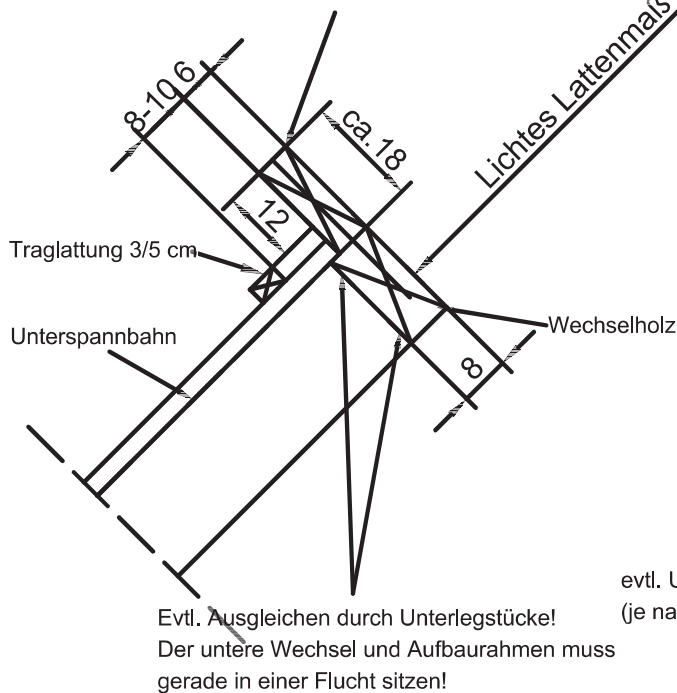 8-10 6
ca. 18
Lichtes Lattenmaß
12
Traglattung 3/5 cm
Unterspannbahn
Wechselholz
8
evtl. U
(je na
Evtl. Ausgleichen durch Unterlegstücke!
Der untere Wechsel und Aufbaurahmen muss
gerade in einer Flucht sitzen!